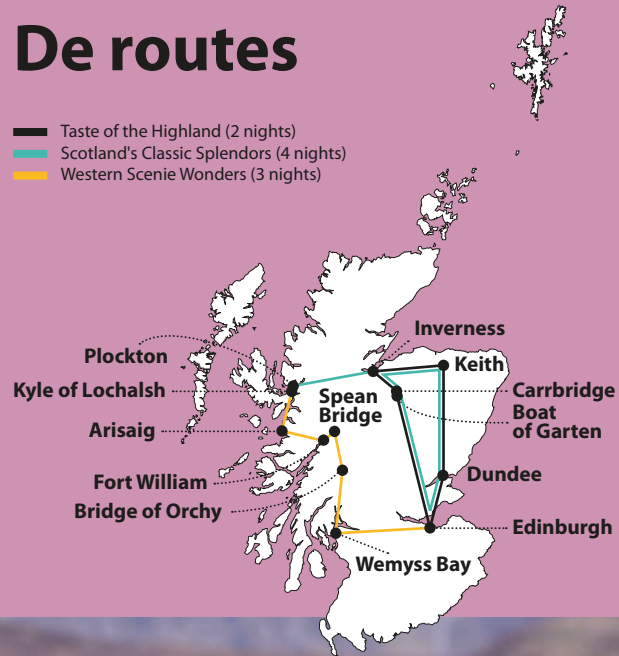 De routes
Taste of the Highland (2 nights)
Scotland's Classic Splendors (4 nights)
Western Scenie Wonders (3 nights)
Inverness
Plockton
Keith
Kyle of Lochalsh
Spean
Bridge
Carrbridge
Boat
of Garten
Arisaig
Fort William
Dundee
Bridge of Orchy
Edinburgh
Wemyss Bay